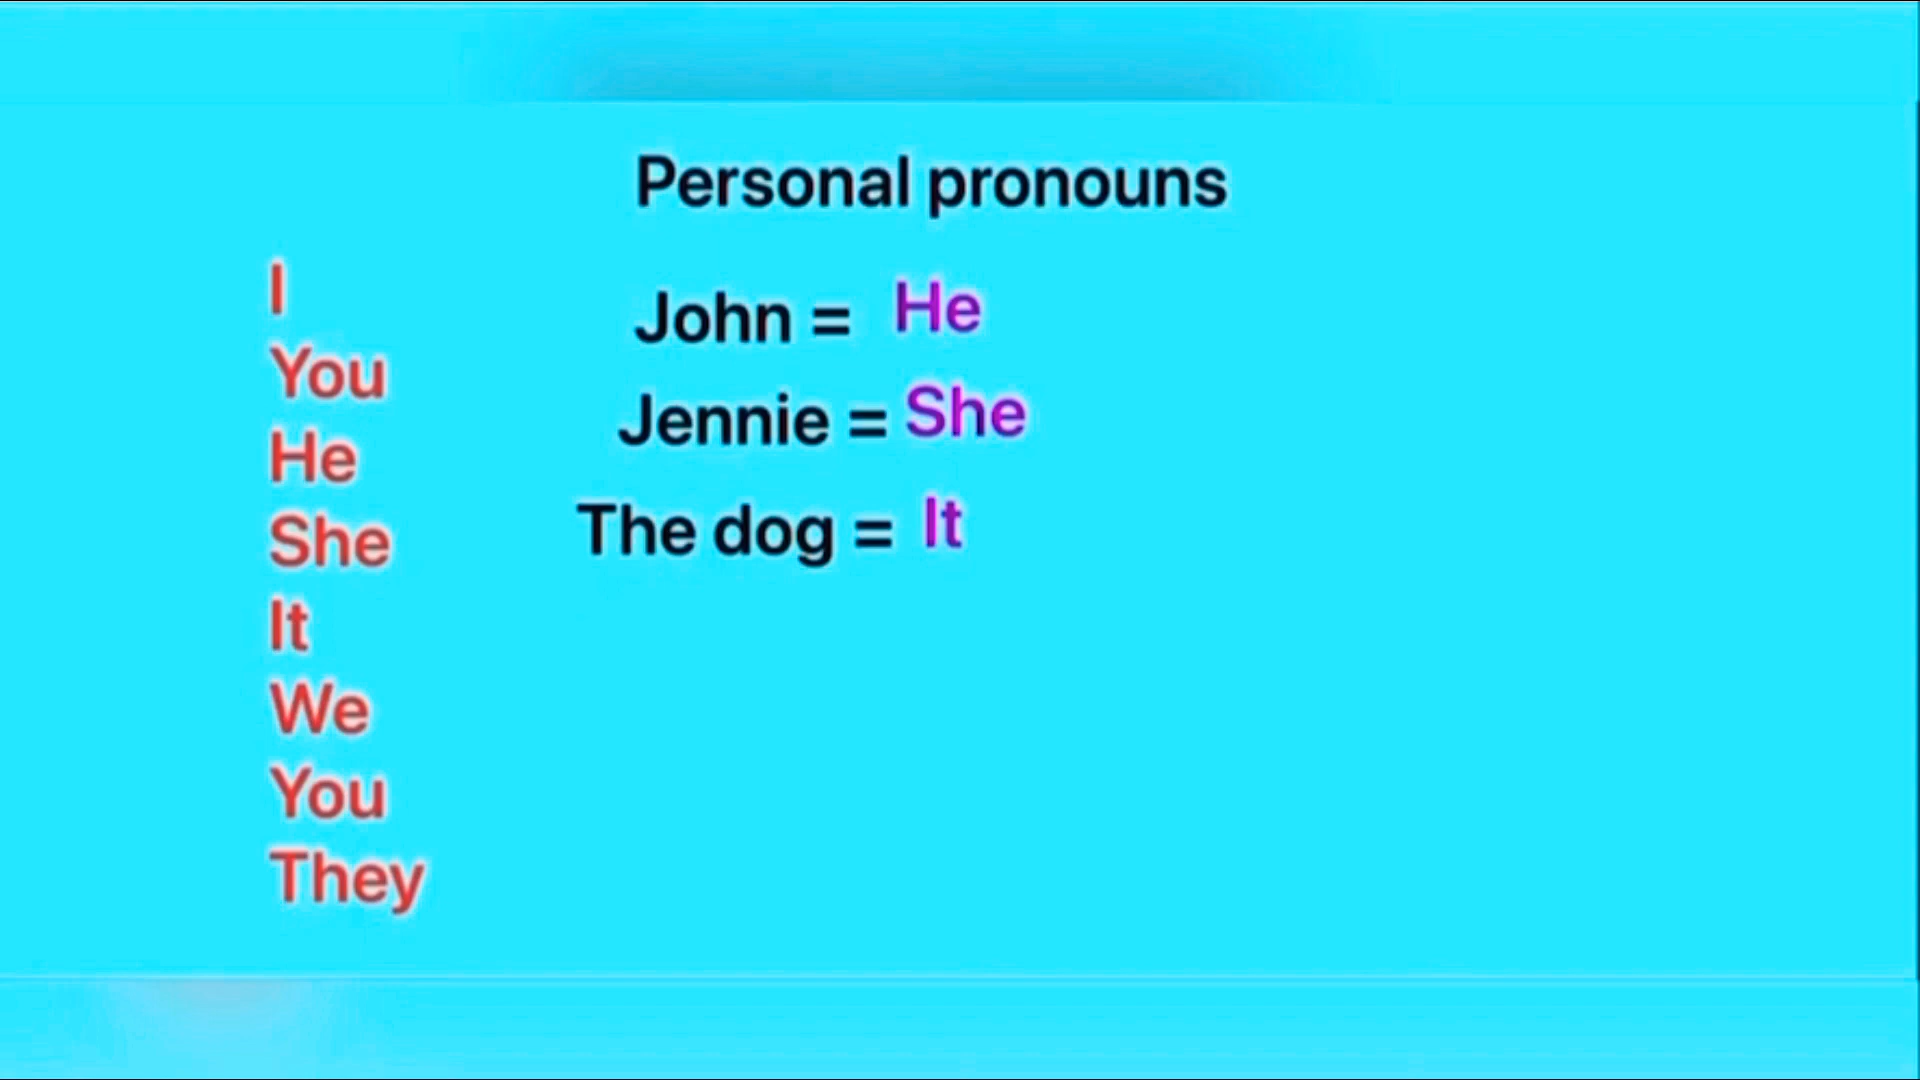 Personal pronouns
I
You
He
She
It
We
You
They
John = He
Jennie = She
The dog = It